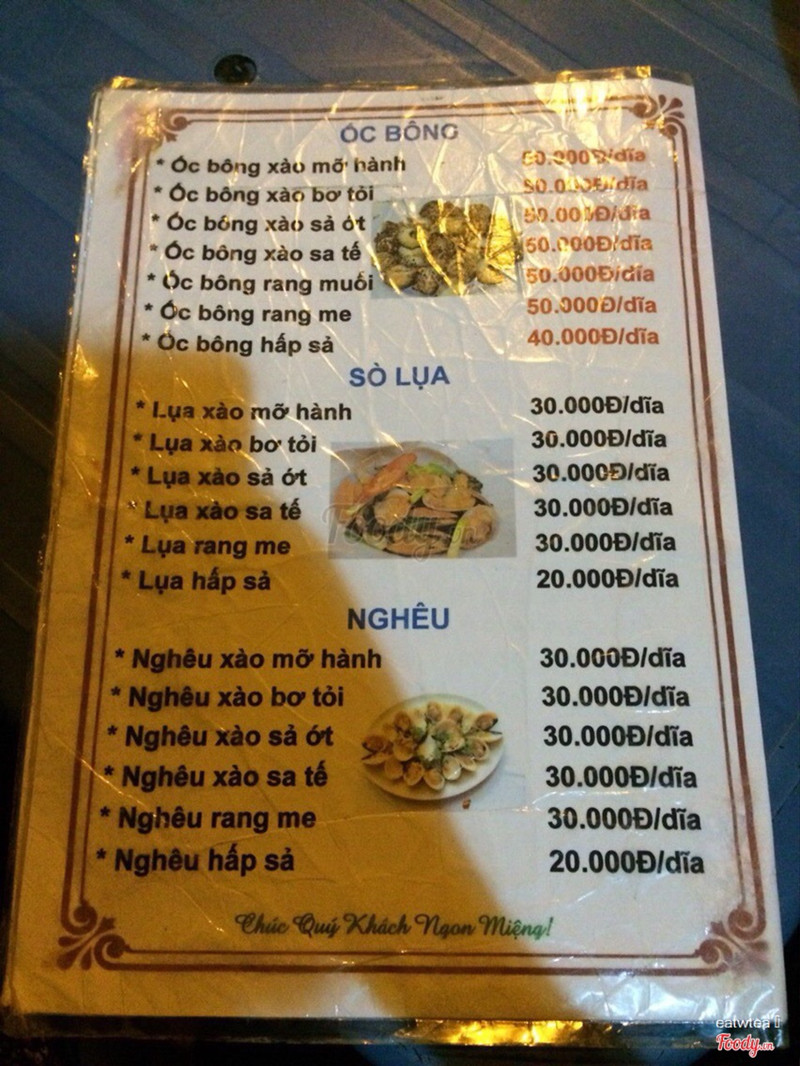 ỐC BÔNG
* Ốc bông xào mỡ hành 50.000Đ/dĩa
* Ốc bông xào bơ tỏi 50.000Đ/dĩa
* Ốc bông xào sả ớt 50.000Đ/dĩa
* Ốc bông xào sa tế 50.000Đ/dĩa
* Ốc bông rang muối 50.000Đ/dĩa
* Ốc bông rang me 50.000Đ/dĩa
* Ốc bông hấp sả 40.000Đ/dĩa
SÒ LỤA
* Lụa xào mỡ hành 30.000Đ/dĩa
* Lụa xào bơ tỏi 30.000Đ/dĩa
* Lụa xào sả ớt 30.000Đ/dĩa
* Lụa xào sa tế 30.000Đ/dĩa
* Lụa rang me 30.000Đ/dĩa
* Lụa hấp sả 20.000Đ/dĩa
Foody.vn
NGHÊU
* Nghêu xào mỡ hành 30.000Đ/dĩa
* Nghêu xào bơ tỏi 30.000Đ/dĩa
* Nghêu xào sả ớt 30.000Đ/dĩa
* Nghêu xào sa tế 30.000Đ/dĩa
* Nghêu rang me 30.000Đ/dĩa
* Nghêu hấp sả 20.000Đ/dĩa
Chúc Quý Khách Ngon Miệng!
eatwtea
Foody.vn